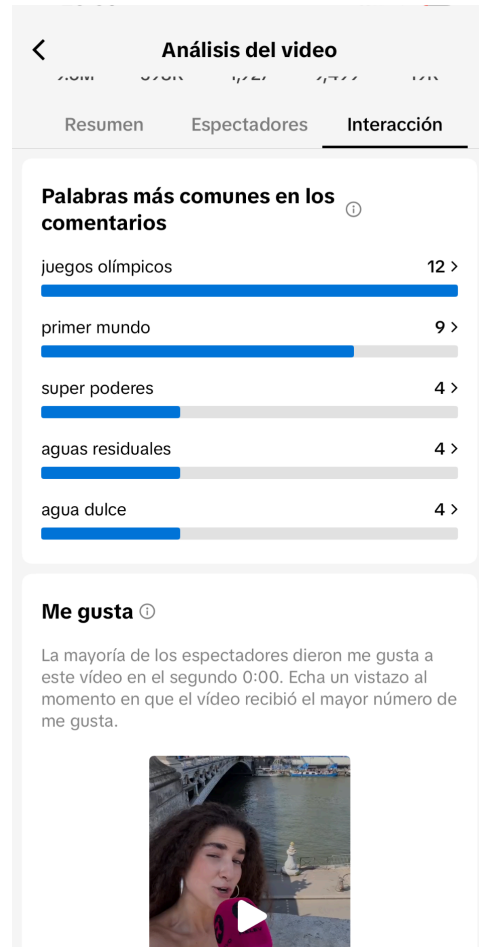 Análisis del video
Resumen
Espectadores
Interacción
Palabras más comunes en los
comentarios
juegos olímpicos
12
primer mundo
9
super poderes
4
aguas residuales
4
agua dulce
4
Me gusta
La mayoría de los espectadores dieron me gusta a
este vídeo en el segundo 0:00. Echa un vistazo al
momento en que el vídeo recibió el mayor número de
me gusta.